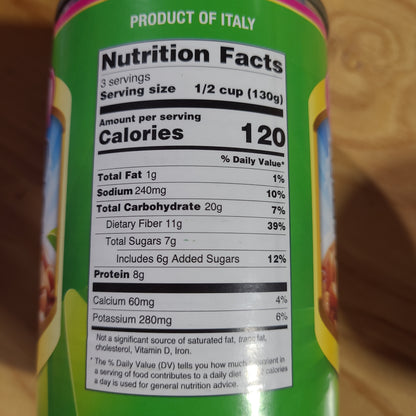 PRODUCT OF ITALY
Nutrition Facts
3 servings
Serving size 1/2 cup (130g)
Amount per serving
Calories 120
% Daily Value*
Total Fat 1g 1%
Sodium 240mg 10%
Total Carbohydrate 20g 7%
Dietary Fiber 11g 39%
Total Sugars 7g
Includes 6g Added Sugars 12%
Protein 8g
Calcium 60mg 4%
Potassium 280mg 6%
Not a significant source of saturated fat, trans fat,
cholesterol, Vitamin D, Iron.
* The % Daily Value (DV) tells you how much a nutrient in
a serving of food contributes to a daily diet. calories
a day is used for general nutrition advice.